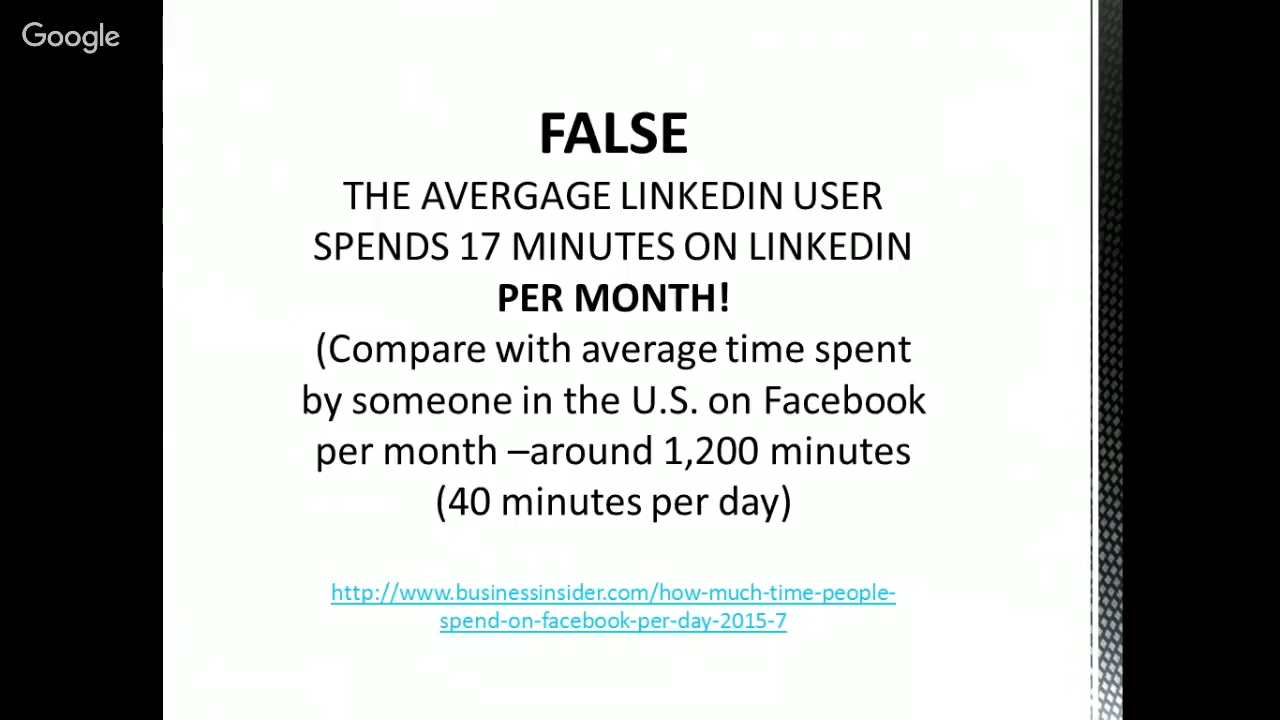 Google
FALSE
THE AVERGAGE LINKEDIN USER
SPENDS 17 MINUTES ON LINKEDIN
PER MONTH!
(Compare with average time spent
by someone in the U.S. on Facebook
per month –around 1,200 minutes
(40 minutes per day)
http://www.businessinsider.com/how-much-time-people-
spend-on-facebook-per-day-2015-7